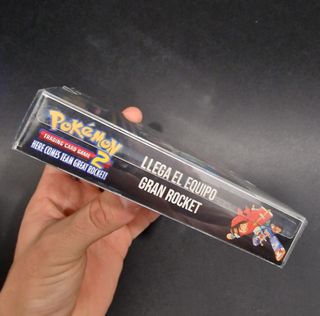 POKéMON
TRADING CARD GAME
2
HERE COMES TEAM GREAT ROCKET!
LLEGA EL EQUIPO
GRAN ROCKET